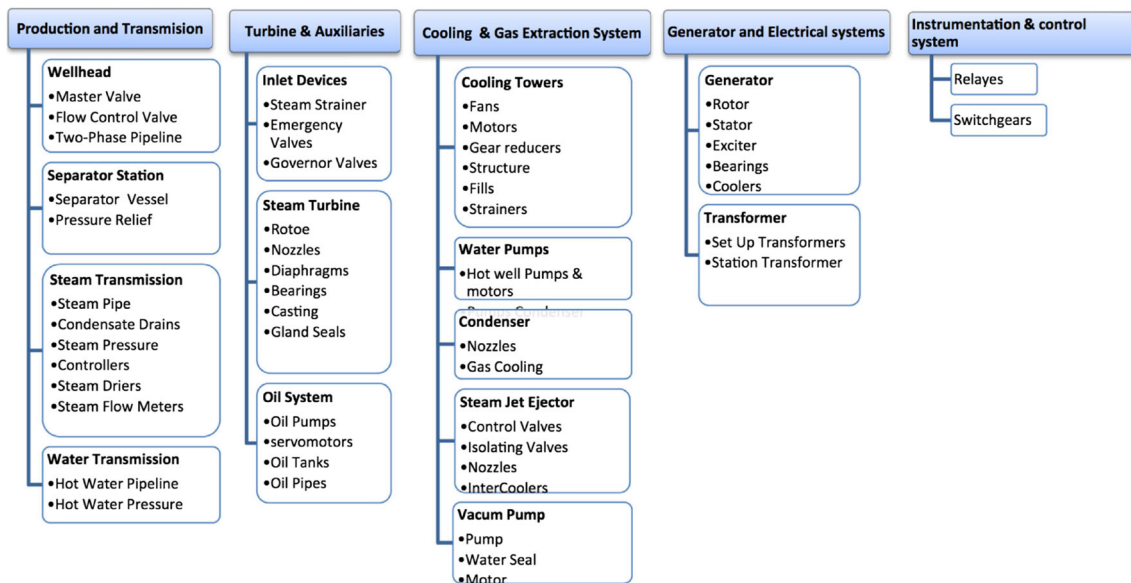 Production and Transmision
Wellhead
•Master Valve
•Flow Control Valve
•Two-Phase Pipeline
Separator Station
•Separator Vessel
•Pressure Relief
Steam Transmission
•Steam Pipe
•Condensate Drains
•Steam Pressure
•Controllers
•Steam Driers
•Steam Flow Meters
Water Transmission
•Hot Water Pipeline
•Hot Water Pressure
Turbine & Auxiliaries
Inlet Devices
•Steam Strainer
•Emergency
Valves
•Governor Valves
Steam Turbine
•Rotoe
•Nozzles
•Diaphragms
•Bearings
•Casting
•Gland Seals
Oil System
•Oil Pumps
•servomotors
•Oil Tanks
•Oil Pipes
Cooling & Gas Extraction System
Cooling Towers
•Fans
•Motors
•Gear reducers
•Structure
•Fills
•Strainers
Water Pumps
•Hot well Pumps &
motors
•Pumps Condenser
Condenser
•Nozzles
•Gas Cooling
Steam Jet Ejector
•Control Valves
•Isolating Valves
•Nozzles
•InterCoolers
Vacum Pump
•Pump
•Water Seal
•Motor
Generator and Electrical systems
Generator
•Rotor
•Stator
•Exciter
•Bearings
•Coolers
Transformer
•Set Up Transformers
•Station Transformer
Instrumentation & control
system
Relayes
Switchgears